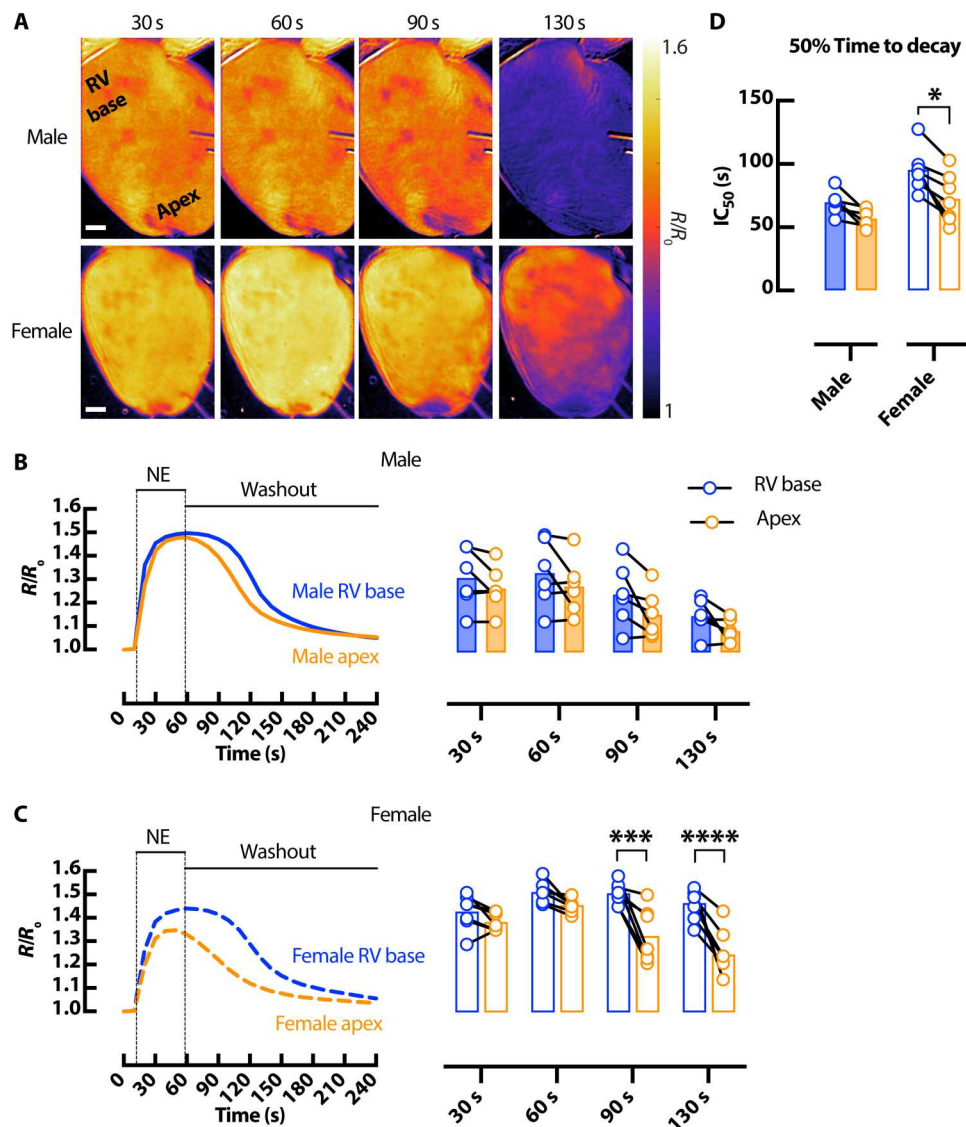 A
30 s
60 s
90 s
130 s
Male
RV
base
Apex
Female
1.6
R/R0
1
D
50% Time to decay
*
150
100
50
0
IC50 (s)
Male
Female
B
Male
NE
Washout
1.6
1.5
1.4
1.3
1.2
1.1
1.0
R/R0
Male RV base
Male apex
0
30
60
90
120
150
180
210
240
Time (s)
RV base
Apex
30 s
60 s
90 s
130 s
C
Female
NE
Washout
1.6
1.5
1.4
1.3
1.2
1.1
1.0
R/R0
Female RV base
Female apex
0
30
60
90
120
150
180
210
240
Time (s)
***
****
30 s
60 s
90 s
130 s